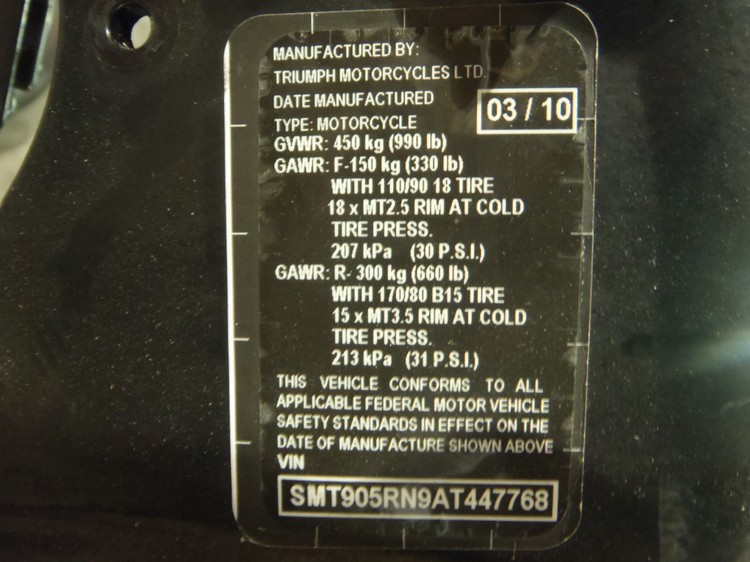 MANUFACTURED BY:
TRIUMPH MOTORCYCLES LTD.
DATE MANUFACTURED
03 / 10
TYPE: MOTORCYCLE
GVWR: 450 kg (990 lb)
GAWR: F-150 kg (330 lb)
WITH 110/90 18 TIRE
18 x MT2.5 RIM AT COLD
TIRE PRESS.
207 kPa (30 P.S.I.)
GAWR: R- 300 kg (660 lb)
WITH 170/80 B15 TIRE
15 x MT3.5 RIM AT COLD
TIRE PRESS.
213 kPa (31 P.S.I.)
THIS VEHICLE CONFORMS TO ALL
APPLICABLE FEDERAL MOTOR VEHICLE
SAFETY STANDARDS IN EFFECT ON THE
DATE OF MANUFACTURE SHOWN ABOVE
VIN
SMT905RN9AT447768